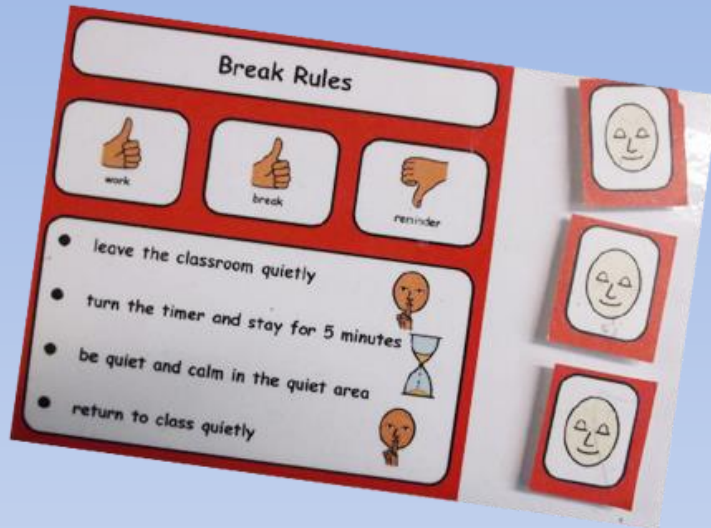 Break Rules
work
break
reminder
leave the classroom quietly
turn the timer and stay for 5 minutes
be quiet and calm in the quiet area
return to class quietly